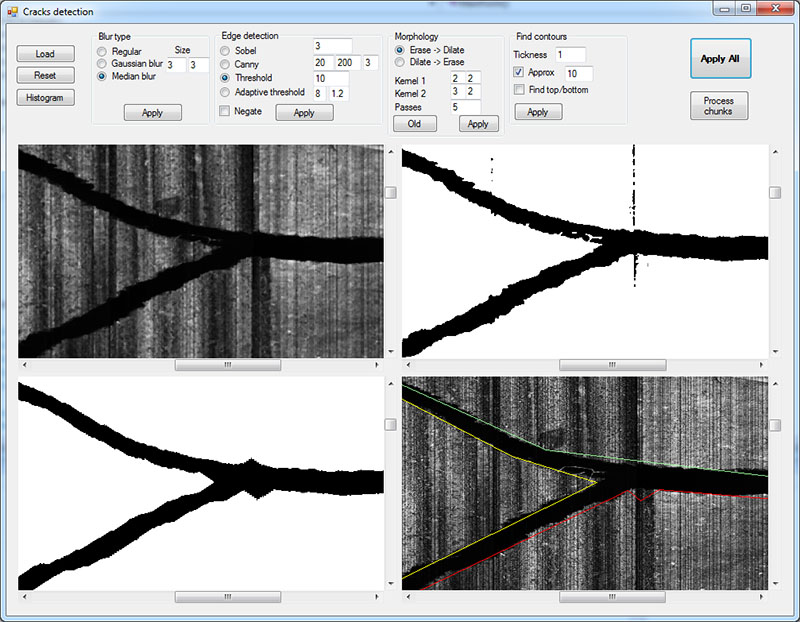 Cracks detection
Load
Reset
Histogram
Blur type
Regular
Size
Gaussian blur 3 3
Median blur
Apply
Edge detection
Sobel 3
Canny 20 200 3
Threshold 10
Adaptive threshold 8 1.2
Negate
Apply
Morphology
Erase -> Dilate
Dilate -> Erase
Kernel 1 2 2
Kernel 2 3 2
Passes 5
Old
Apply
Find contours
Tickness 1
Approx 10
Find top/bottom
Apply
Apply All
Process
chunks